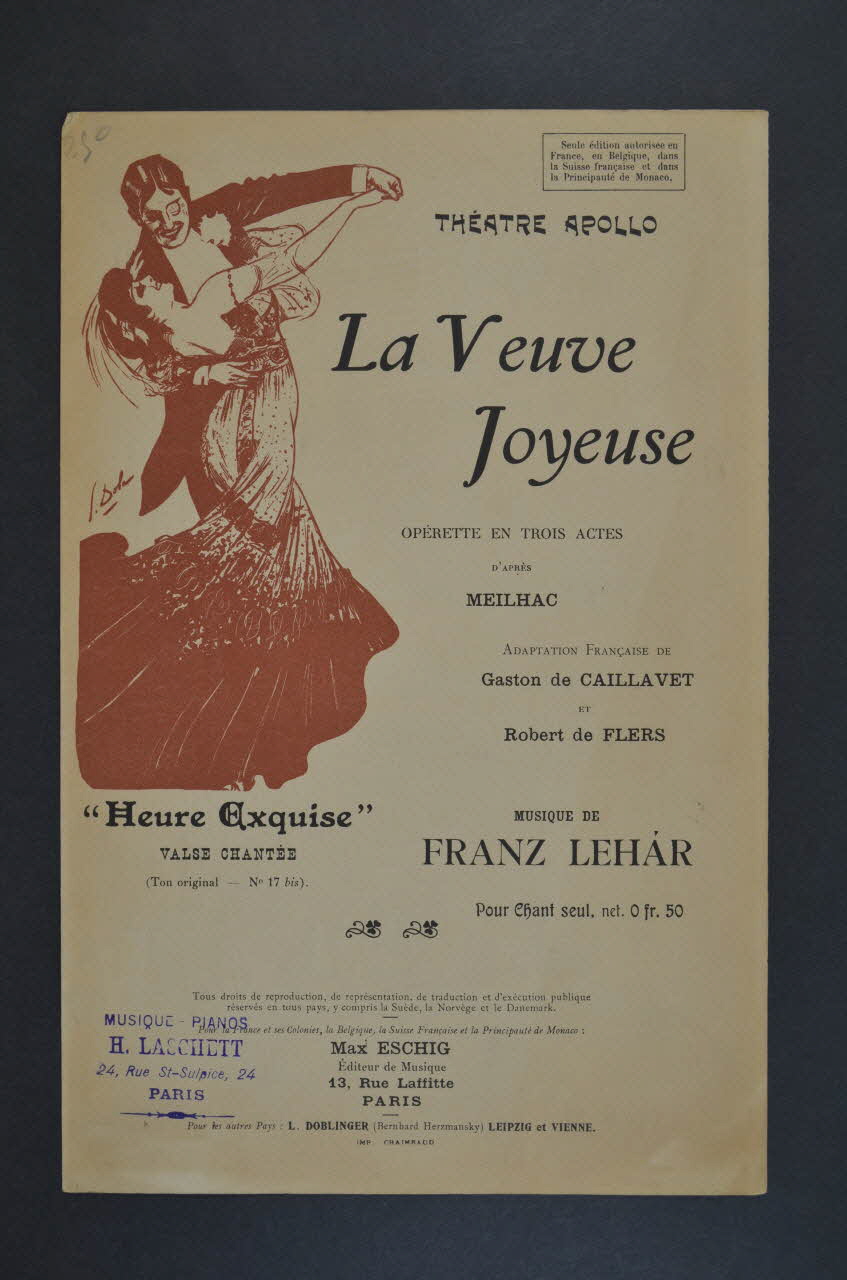 250
Seule édition autorisée en
France, en Belgique, dans
la Suisse française et dans
la Principauté de Monaco.
THÉATRE APOLLO
La Veuve
Joyeuse
OPÉRETTE EN TROIS ACTES
D'APRÈS
MEILHAC
ADAPTATION FRANÇAISE DE
Gaston de CAILLAVET
ET
Robert de FLERS
"Heure Exquise"
VALSE CHANTÉE
(Ton original — Nº 17 bis).
MUSIQUE DE
FRANZ LEHÁR
Pour Chant seul, net. 0 fr. 50
Tous droits de reproduction, de représentation, de traduction et d'exécution publique
réservés en tous pays, y compris la Suède, la Norvège et le Danemark.
Pour la France et ses Colonies, la Belgique, la Suisse Française et la Principauté de Monaco :
Max ESCHIG
Éditeur de Musique
13, Rue Laffitte
PARIS
MUSIQUE - PIANOS
H. LASCHETT
24, Rue St-Sulpice, 24
PARIS
Pour les autres Pays : L. DOBLINGER (Bernhard Herzmansky) LEIPZIG et VIENNE.
IMP. CHAIMBAUD